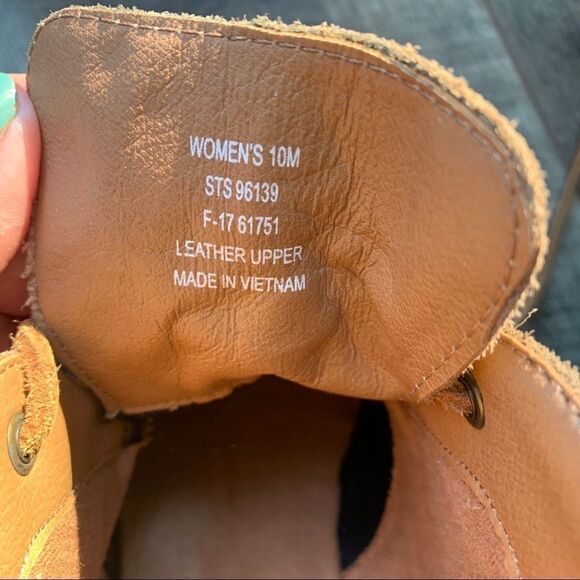 WOMEN'S 10M
STS 96139
F-17 61751
LEATHER UPPER
MADE IN VIETNAM